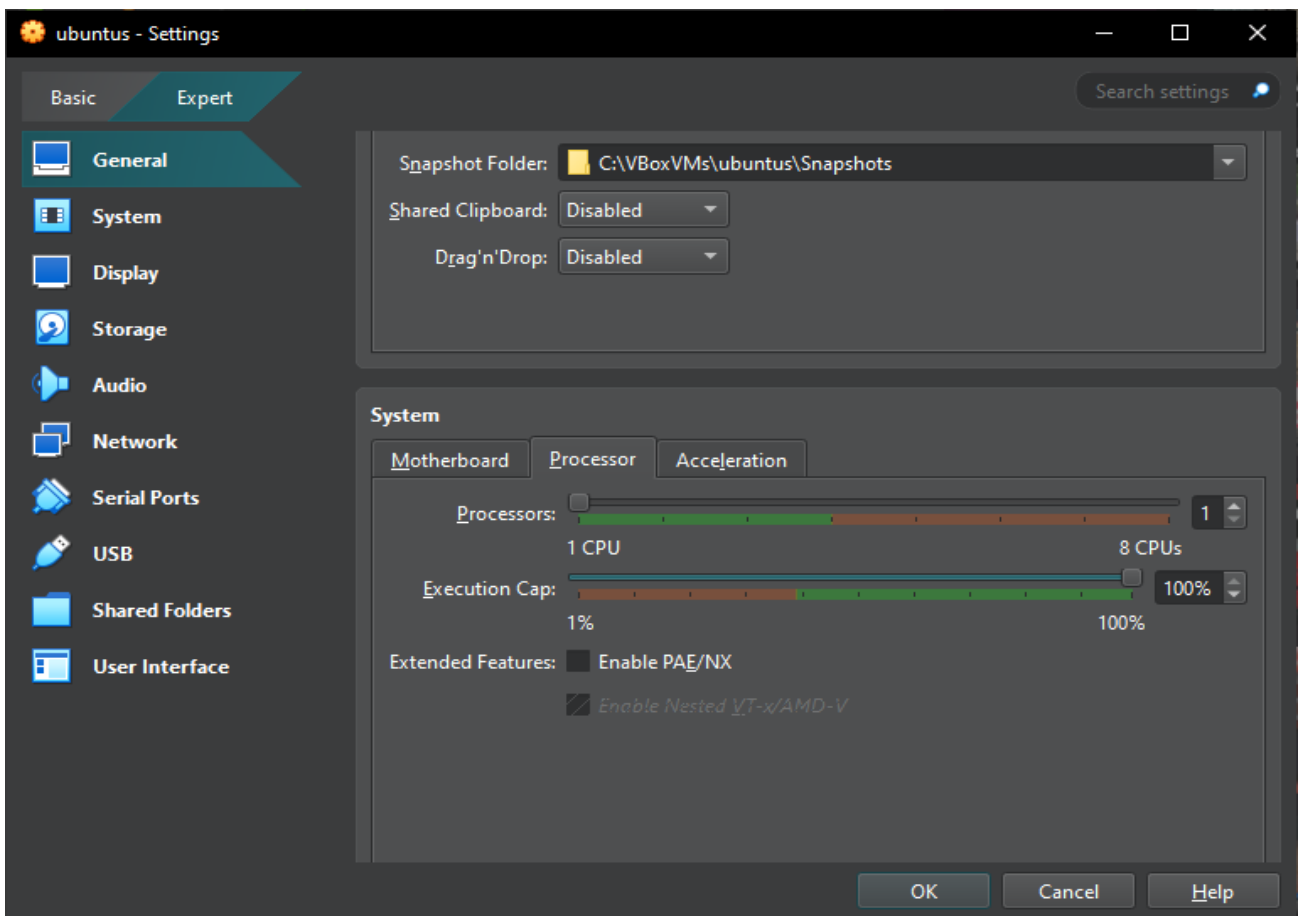 ubuntus - Settings
Basic
Expert
Search settings
General
System
Display
Storage
Audio
Network
Serial Ports
USB
Shared Folders
User Interface
Snapshot Folder: C:\VBoxVMs\ubuntus\Snapshots
Shared Clipboard: Disabled
Drag'n'Drop: Disabled
System
Motherboard Processor Acceleration
Processors: 1
1 CPU 8 CPUs
Execution Cap: 100%
1% 100%
Extended Features: Enable PAE/NX
Enable Nested VT-x/AMD-V
OK Cancel Help